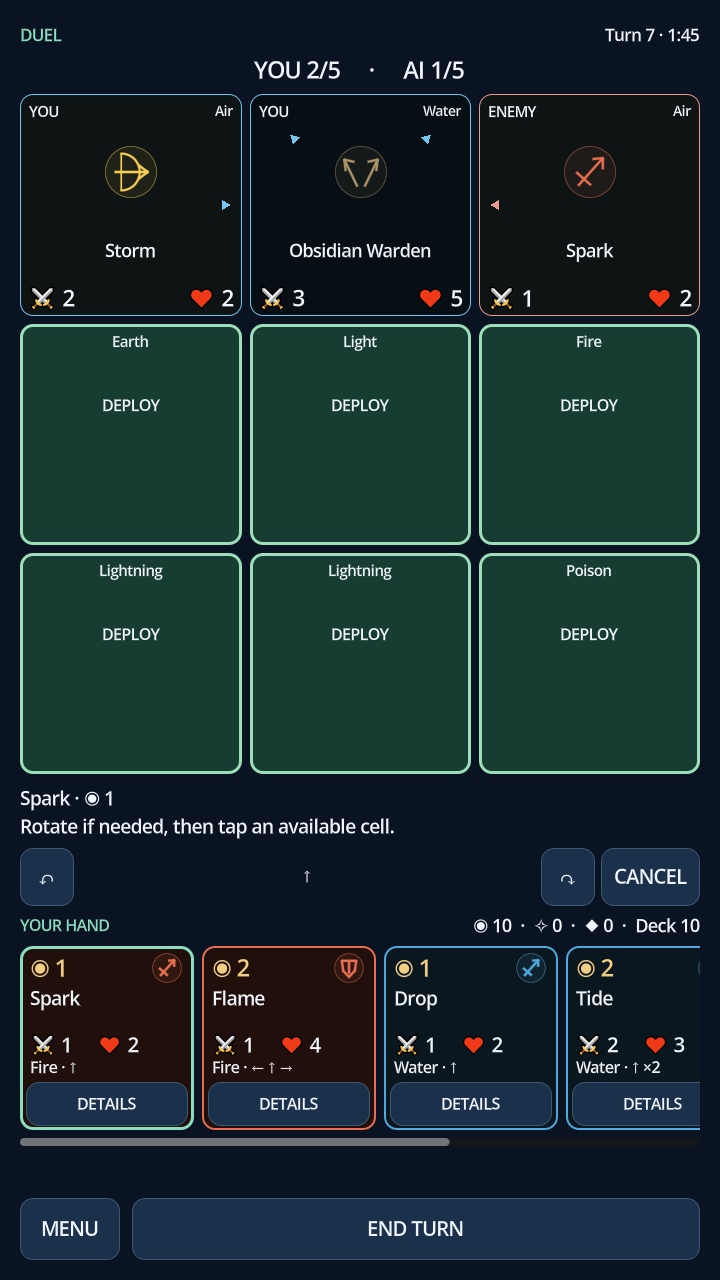 DUEL
Turn 7 · 1:45
YOU 2/5 · AI 1/5
YOU Air
Storm
2 2
YOU Water
Obsidian Warden
3 5
ENEMY Air
Spark
1 2
Earth
DEPLOY
Light
DEPLOY
Fire
DEPLOY
Lightning
DEPLOY
Lightning
DEPLOY
Poison
DEPLOY
Spark · ◉ 1
Rotate if needed, then tap an available cell.
↶ ↑ ↷ CANCEL
YOUR HAND
◉ 10 · ✧ 0 · ◆ 0 · Deck 10
◉ 1
Spark
1 2
Fire · ↑
DETAILS
◉ 2
Flame
1 4
Fire · ← ↑ →
DETAILS
◉ 1
Drop
1 2
Water · ↑
DETAILS
◉ 2
Tide
2 3
Water · ↑ ×2
DETAILS
MENU
END TURN